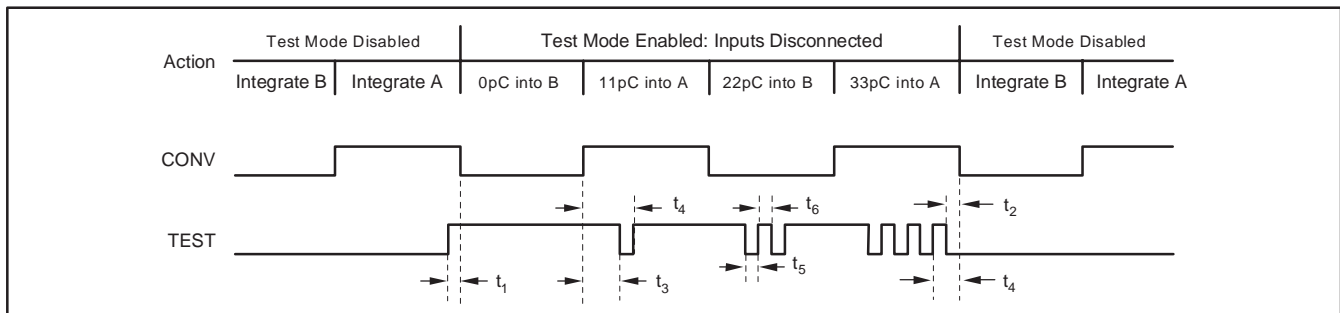 Test Mode Disabled
Test Mode Enabled: Inputs Disconnected
Test Mode Disabled
Action
Integrate B
Integrate A
0pC into B
11pC into A
22pC into B
33pC into A
Integrate B
Integrate A
CONV
t4
t6
t2
TEST
t5
t1
t3
t4